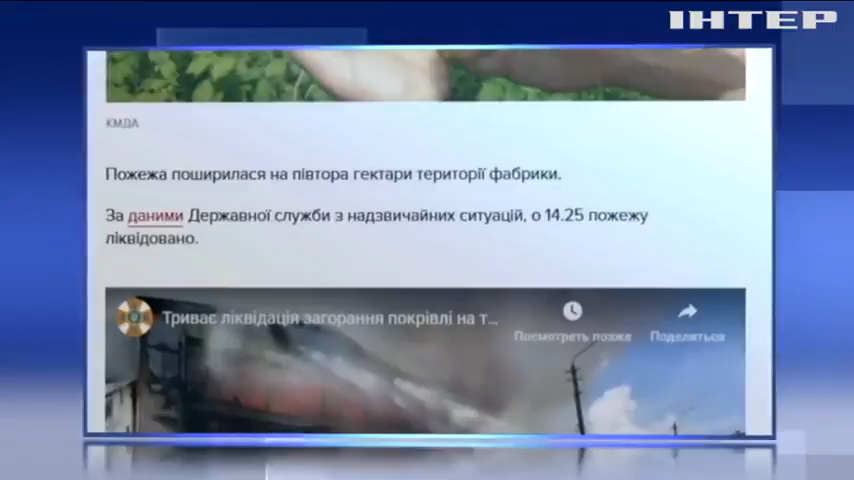 ІНТЕР
КМДА
Пожежа поширилася на півтора гектари території фабрики.
За даними Державної служби з надзвичайних ситуацій, о 14.25 пожежу
ліквідовано.
Триває ліквідація загорання покрівлі на т...
Посмотреть позже
Поделиться